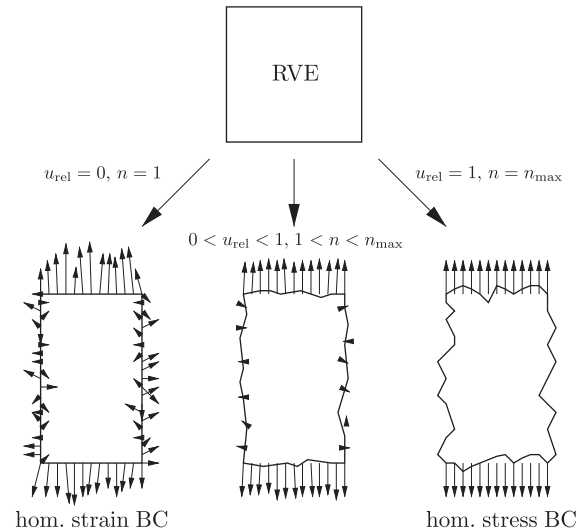 RVE
u_rel = 0, n = 1
u_rel = 1, n = n_max
0 < u_rel < 1, 1 < n < n_max
hom. strain BC
hom. stress BC